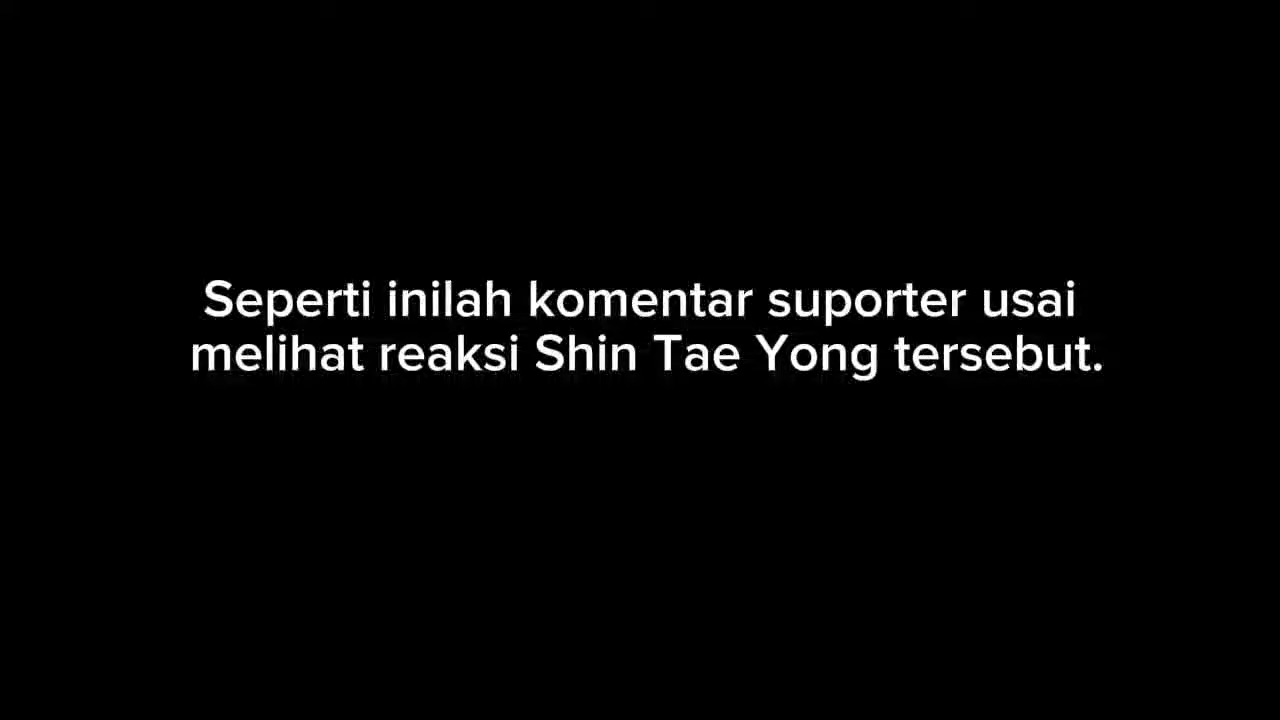 Seperti inilah komentar suporter usai
melihat reaksi Shin Tae Yong tersebut.